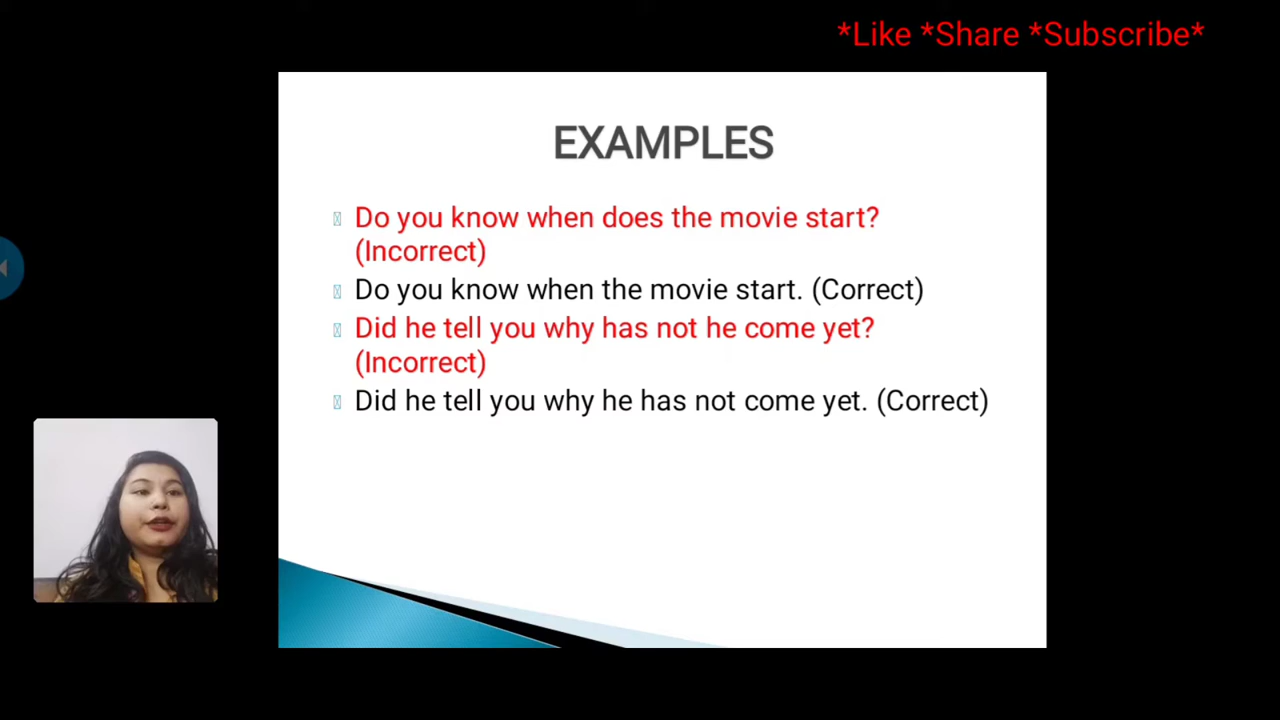 *Like *Share *Subscribe*
EXAMPLES
Do you know when does the movie start?
(Incorrect)
Do you know when the movie start. (Correct)
Did he tell you why has not he come yet?
(Incorrect)
Did he tell you why he has not come yet. (Correct)